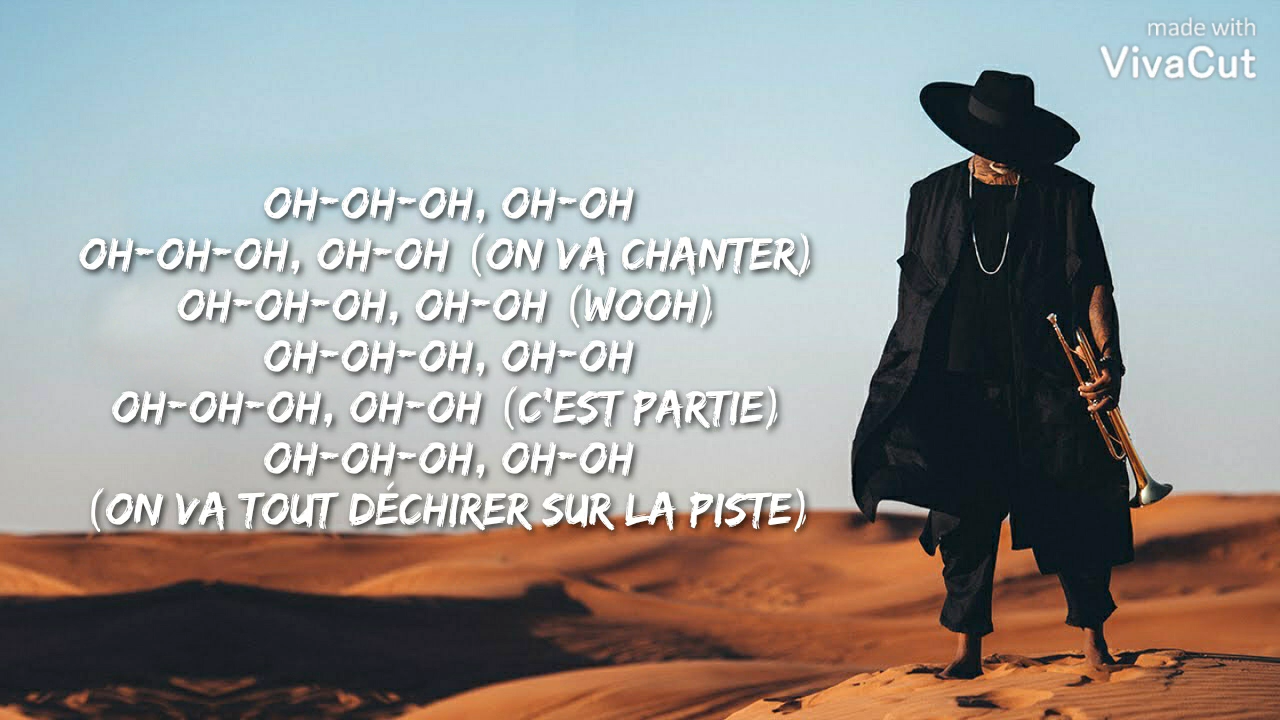 made with
VivaCut
OH-OH-OH, OH-OH
OH-OH-OH, OH-OH (ON VA CHANTER)
OH-OH-OH, OH-OH (WOOH)
OH-OH-OH, OH-OH
OH-OH-OH, OH-OH (C'EST PARTIE)
OH-OH-OH, OH-OH
(ON VA TOUT DÉCHIRER SUR LA PISTE)